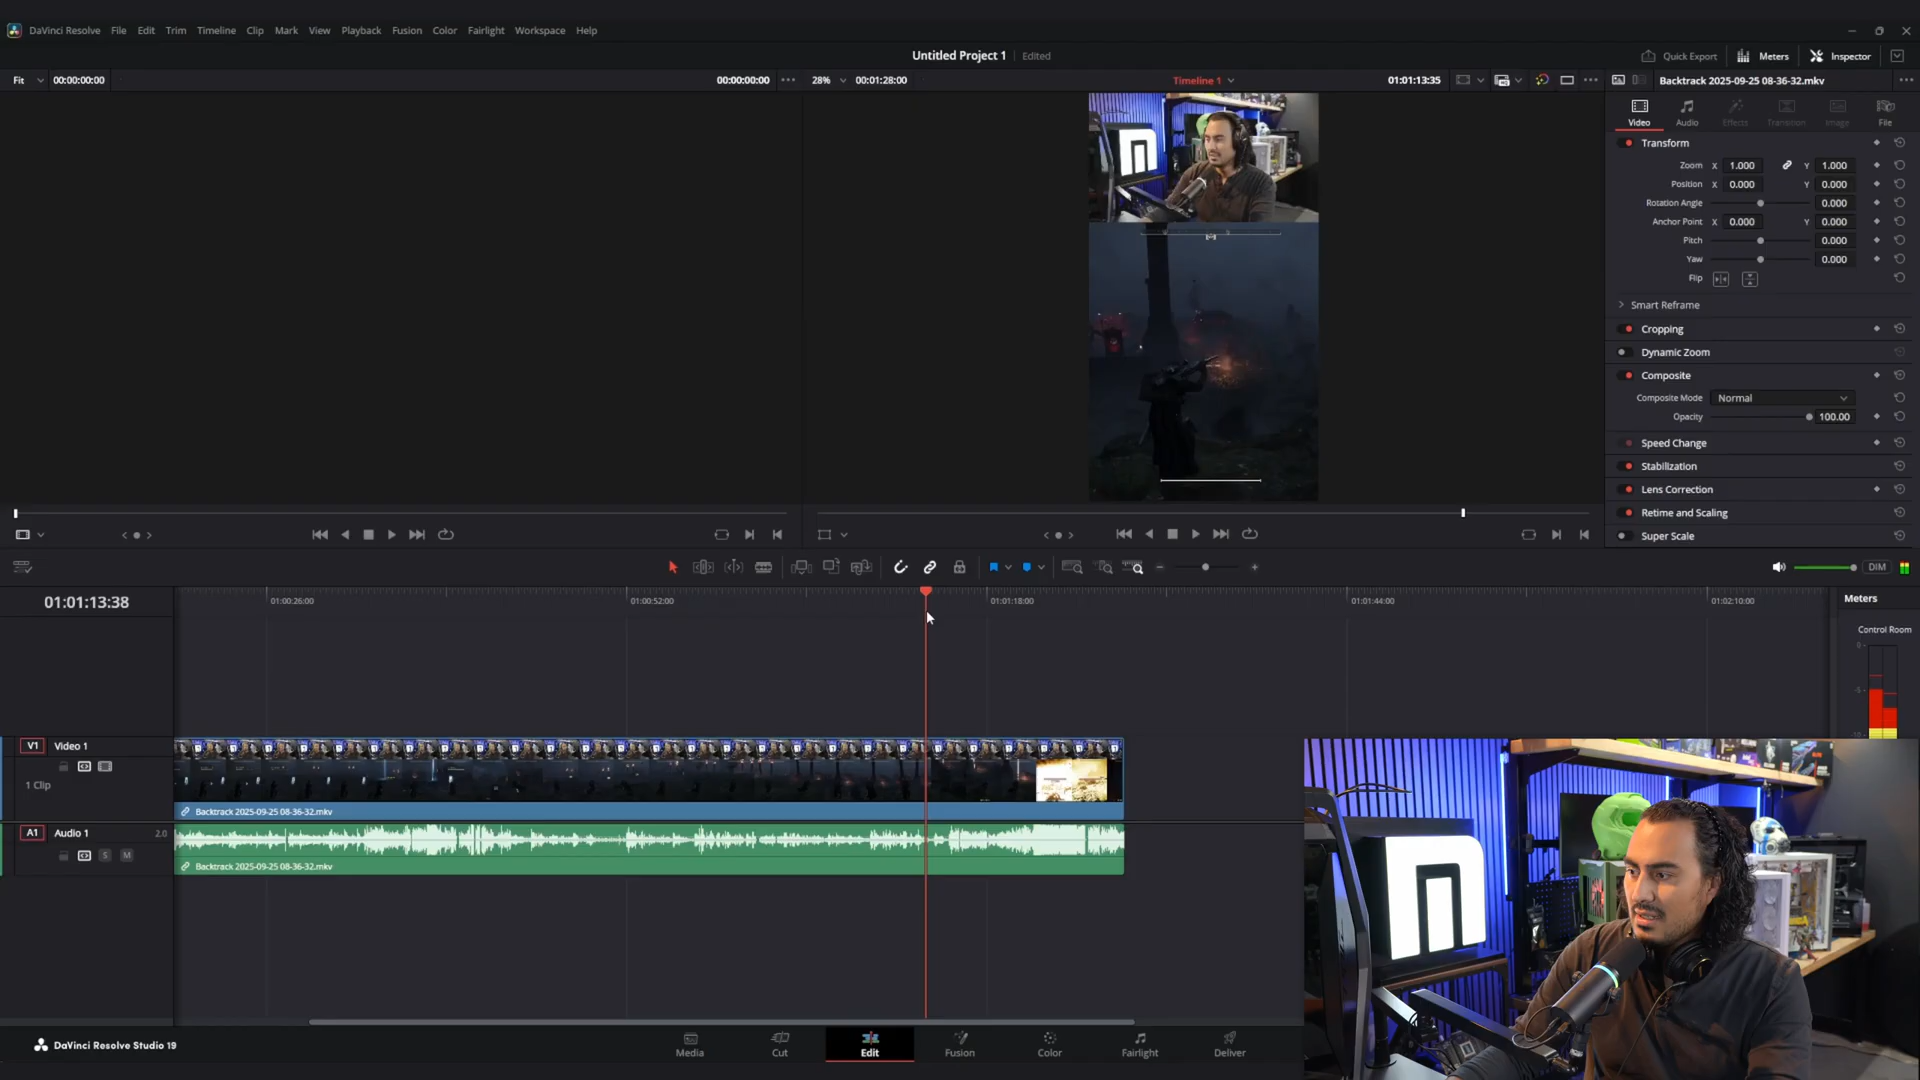 DaVinci Resolve File Edit Trim Timeline Clip Mark View Playback Fusion Color Fairlight Workspace Help
Untitled Project 1 Edited
Quick Export Meters Inspector
Fit 00:00:00:00 00:00:00:00 28% 00:01:28:00 Timeline 1 01:01:13:35 Backtrack 2025-09-25 08-36-32.mkv
Video Audio Effects Transition Image File
Transform
Zoom X 1.000 Y 1.000
Position X 0.000 Y 0.000
Rotation Angle 0.000
Anchor Point X 0.000 Y 0.000
Pitch 0.000
Yaw 0.000
Flip
Smart Reframe
Cropping
Dynamic Zoom
Composite
Composite Mode Normal
Opacity 100.00
Speed Change
Stabilization
Lens Correction
Retime and Scaling
Super Scale
DIM
01:01:13:38
01:00:26:00 01:00:52:00 01:01:18:00 01:01:44:00 01:02:10:00
Meters
Control Room
0
-5
-10
V1 Video 1
1 Clip
Backtrack 2025-09-25 08-36-32.mkv
A1 Audio 1 2.0
S M
Backtrack 2025-09-25 08-36-32.mkv
DaVinci Resolve Studio 19
Media Cut Edit Fusion Color Fairlight Deliver